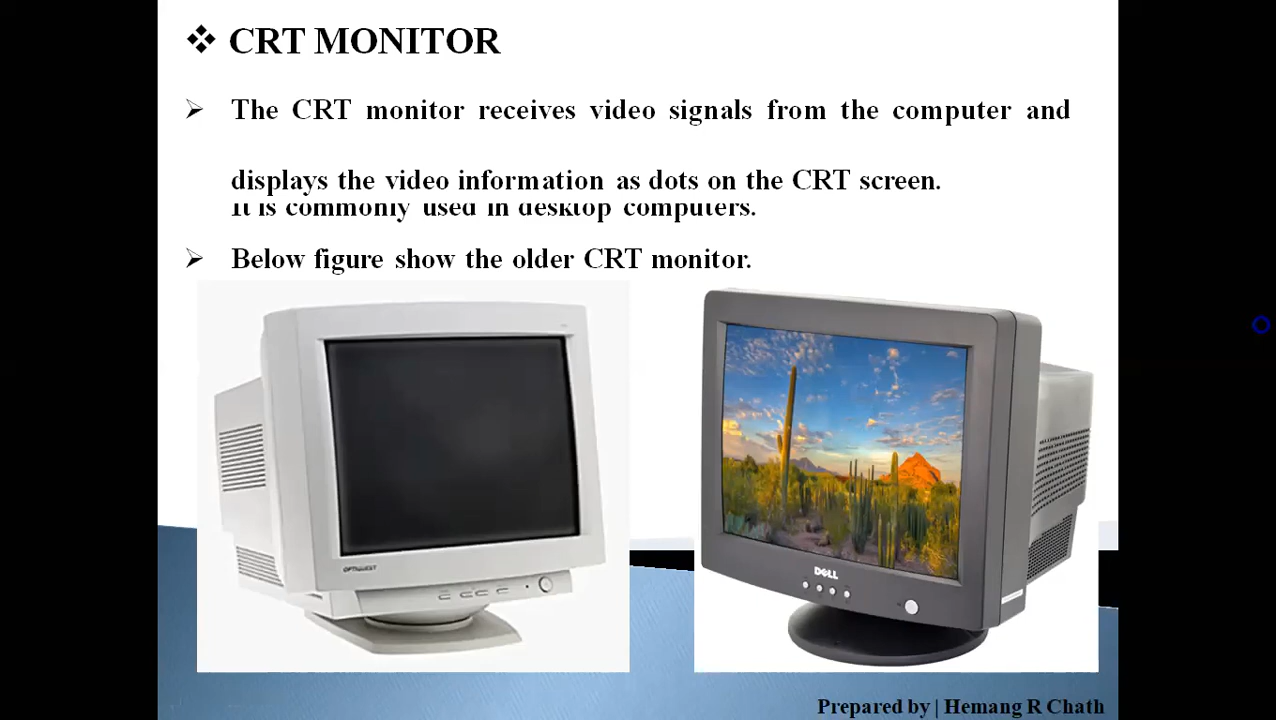 ❖ CRT MONITOR
➢ The CRT monitor receives video signals from the computer and
displays the video information as dots on the CRT screen.
It is commonly used in desktop computers.
➢ Below figure show the older CRT monitor.
OPTIQUEST
DELL
Prepared by | Hemang R Chath